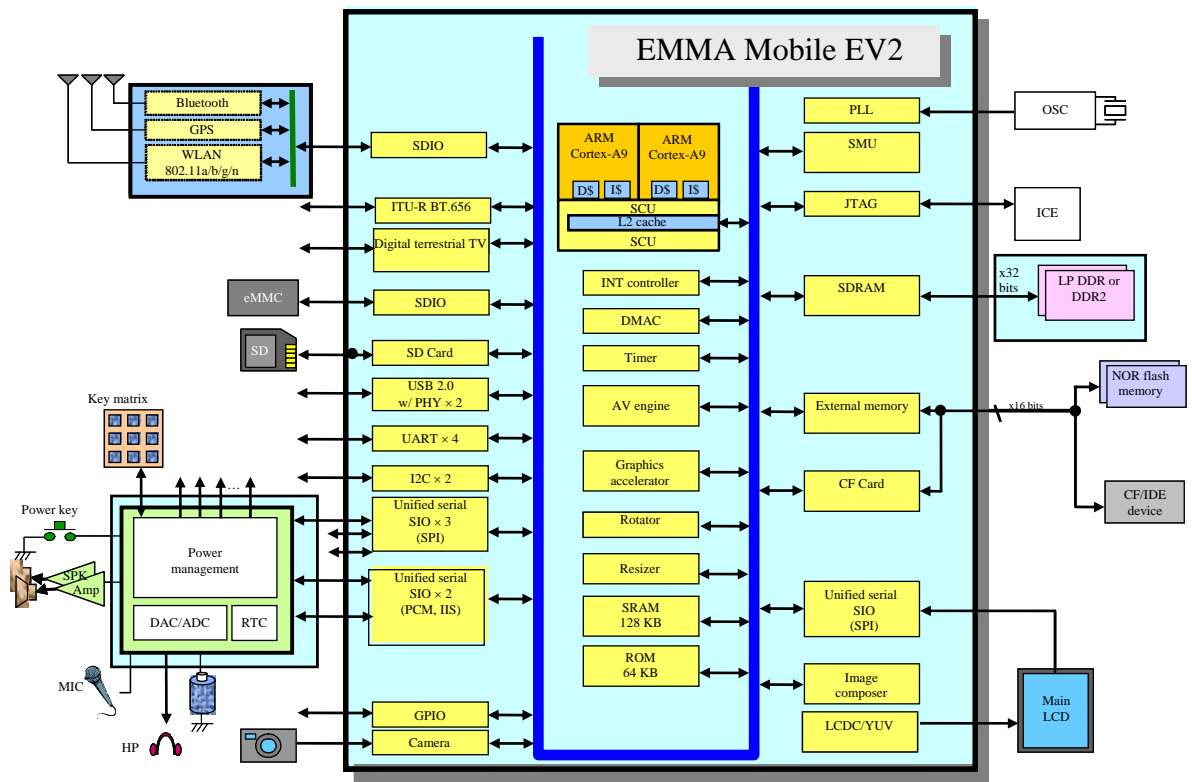 EMMA Mobile EV2
Bluetooth
GPS
WLAN
802.11a/b/g/n
SDIO
ITU-R BT.656
Digital terrestrial TV
eMMC
SDIO
SD
SD Card
USB 2.0
w/ PHY × 2
UART × 4
Key matrix
I2C × 2
...
Unified serial
SIO × 3
(SPI)
Power key
Power
management
SPK
Amp
Unified serial
SIO × 2
(PCM, IIS)
DAC/ADC
RTC
MIC
HP
GPIO
Camera
ARM
Cortex-A9
ARM
Cortex-A9
D$
I$
D$
I$
SCU
L2 cache
SCU
INT controller
DMAC
Timer
AV engine
Graphics
accelerator
Rotator
Resizer
SRAM
128 KB
ROM
64 KB
PLL
OSC
SMU
JTAG
ICE
SDRAM
x32
bits
LP DDR or
DDR2
External memory
x16 bits
NOR flash
memory
CF Card
CF/IDE
device
Unified serial
SIO
(SPI)
Image
composer
LCDC/YUV
Main
LCD